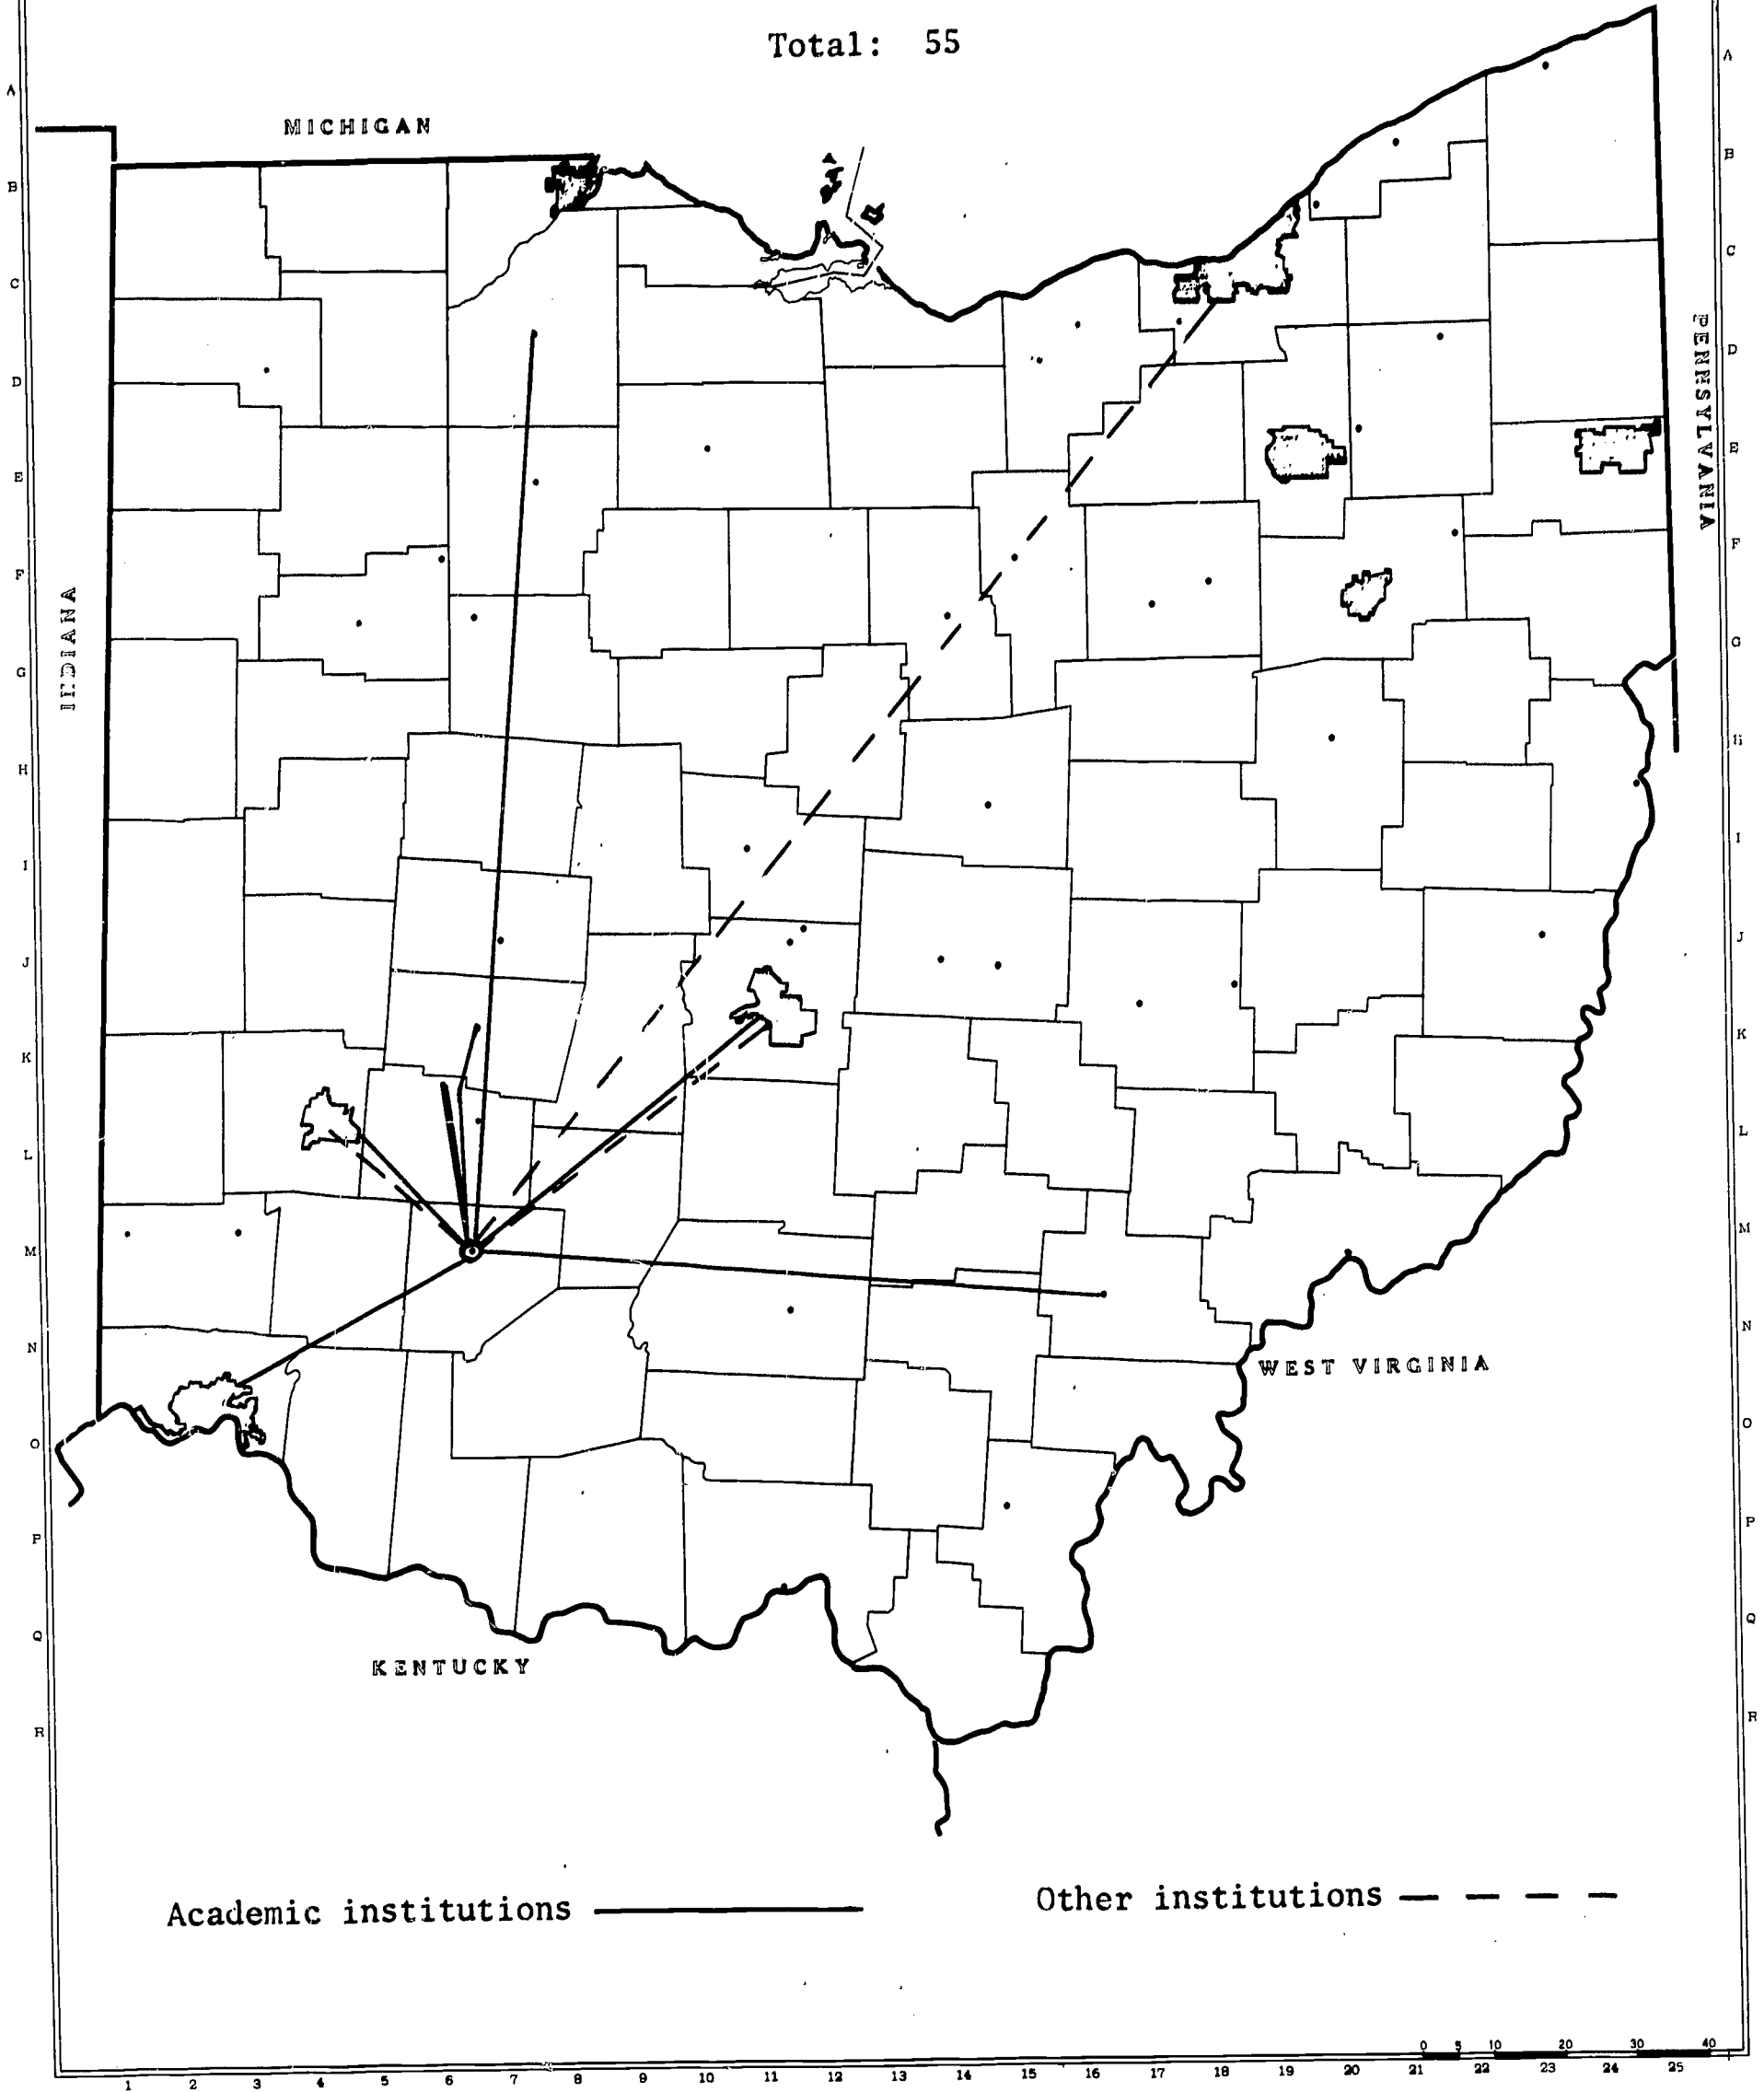 Total: 55
MICHIGAN
INDIANA
PENNSYLVANIA
WEST VIRGINIA
KENTUCKY
Academic institutions
Other institutions
A
B
C
D
E
F
G
H
I
J
K
L
M
N
O
P
Q
R
A
B
C
D
E
F
G
H
I
J
K
L
M
N
O
P
Q
R
0 5 10 20 30 40
1 2 3 4 5 6 7 8 9 10 11 12 13 14 15 16 17 18 19 20 21 22 23 24 25